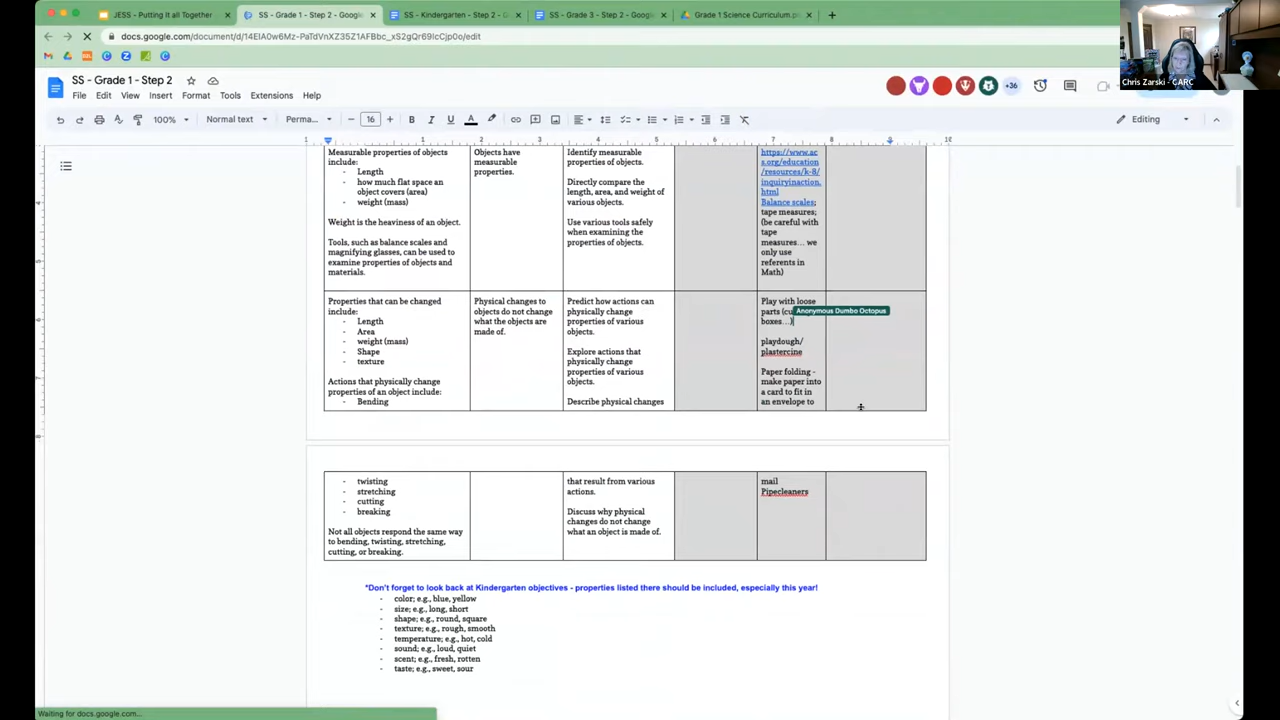 JESS - Putting it all Together
SS - Grade 1 - Step 2 - Google
SS - Kindergarten - Step 2 - G
SS - Grade 3 - Step 2 - Google
Grade 1 Science Curriculum.p
docs.google.com/document/d/14EIA0w6Mz-PaTdVnXZ35Z1AFBbc_xS2gQr69IcCjp0o/edit
Chris Zarski - CARC
SS - Grade 1 - Step 2
+36
File Edit View Insert Format Tools Extensions Help
100% Normal text Perma... 16 Editing
Measurable properties of objects
include:
- Length
- how much flat space an
object covers (area)
- weight (mass)
Weight is the heaviness of an object.
Tools, such as balance scales and
magnifying glasses, can be used to
examine properties of objects and
materials.
Objects have
measurable
properties.
Identify measurable
properties of objects.
Directly compare the
length, area, and weight of
various objects.
Use various tools safely
when examining the
properties of objects.
https://www.ac
s.org/education
/resources/k-8/
inquiryinaction.
html
Balance scales;
tape measures;
(be careful with
tape
measures... we
only use
referents in
Math)
Properties that can be changed
include:
- Length
- Area
- weight (mass)
- Shape
- texture
Actions that physically change
properties of an object include:
- Bending
Physical changes to
objects do not change
what the objects are
made of.
Predict how actions can
physically change
properties of various
objects.
Explore actions that
physically change
properties of various
objects.
Describe physical changes
Play with loose
parts (cu
Anonymous Dumbo Octopus
boxes...)
playdough/
plastercine
Paper folding -
make paper into
a card to fit in
an envelope to
- twisting
- stretching
- cutting
- breaking
Not all objects respond the same way
to bending, twisting, stretching,
cutting, or breaking.
that result from various
actions.
Discuss why physical
changes do not change
what an object is made of.
mail
Pipecleaners
*Don't forget to look back at Kindergarten objectives - properties listed there should be included, especially this year!
- color; e.g., blue, yellow
- size; e.g., long, short
- shape; e.g., round, square
- texture; e.g., rough, smooth
- temperature; e.g., hot, cold
- sound; e.g., loud, quiet
- scent; e.g., fresh, rotten
- taste; e.g., sweet, sour
Waiting for docs.google.com...